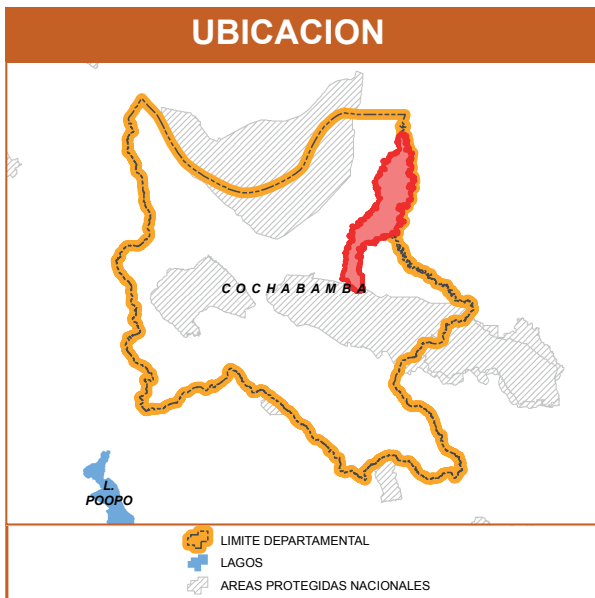 UBICACION
COCHABAMBA
L.
POOPO
LIMITE DEPARTAMENTAL
LAGOS
AREAS PROTEGIDAS NACIONALES